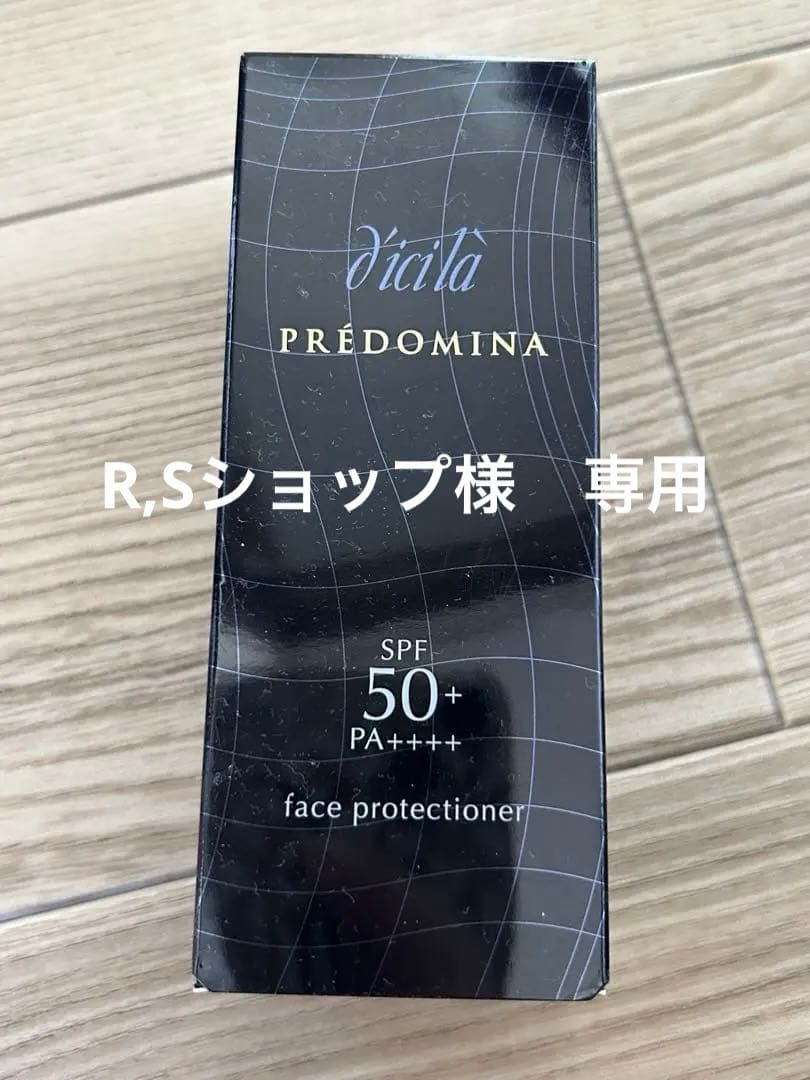 d'icilà
PRÉDOMINA
R,Sショップ様　専用
SPF
50+
PA++++
face protectioner